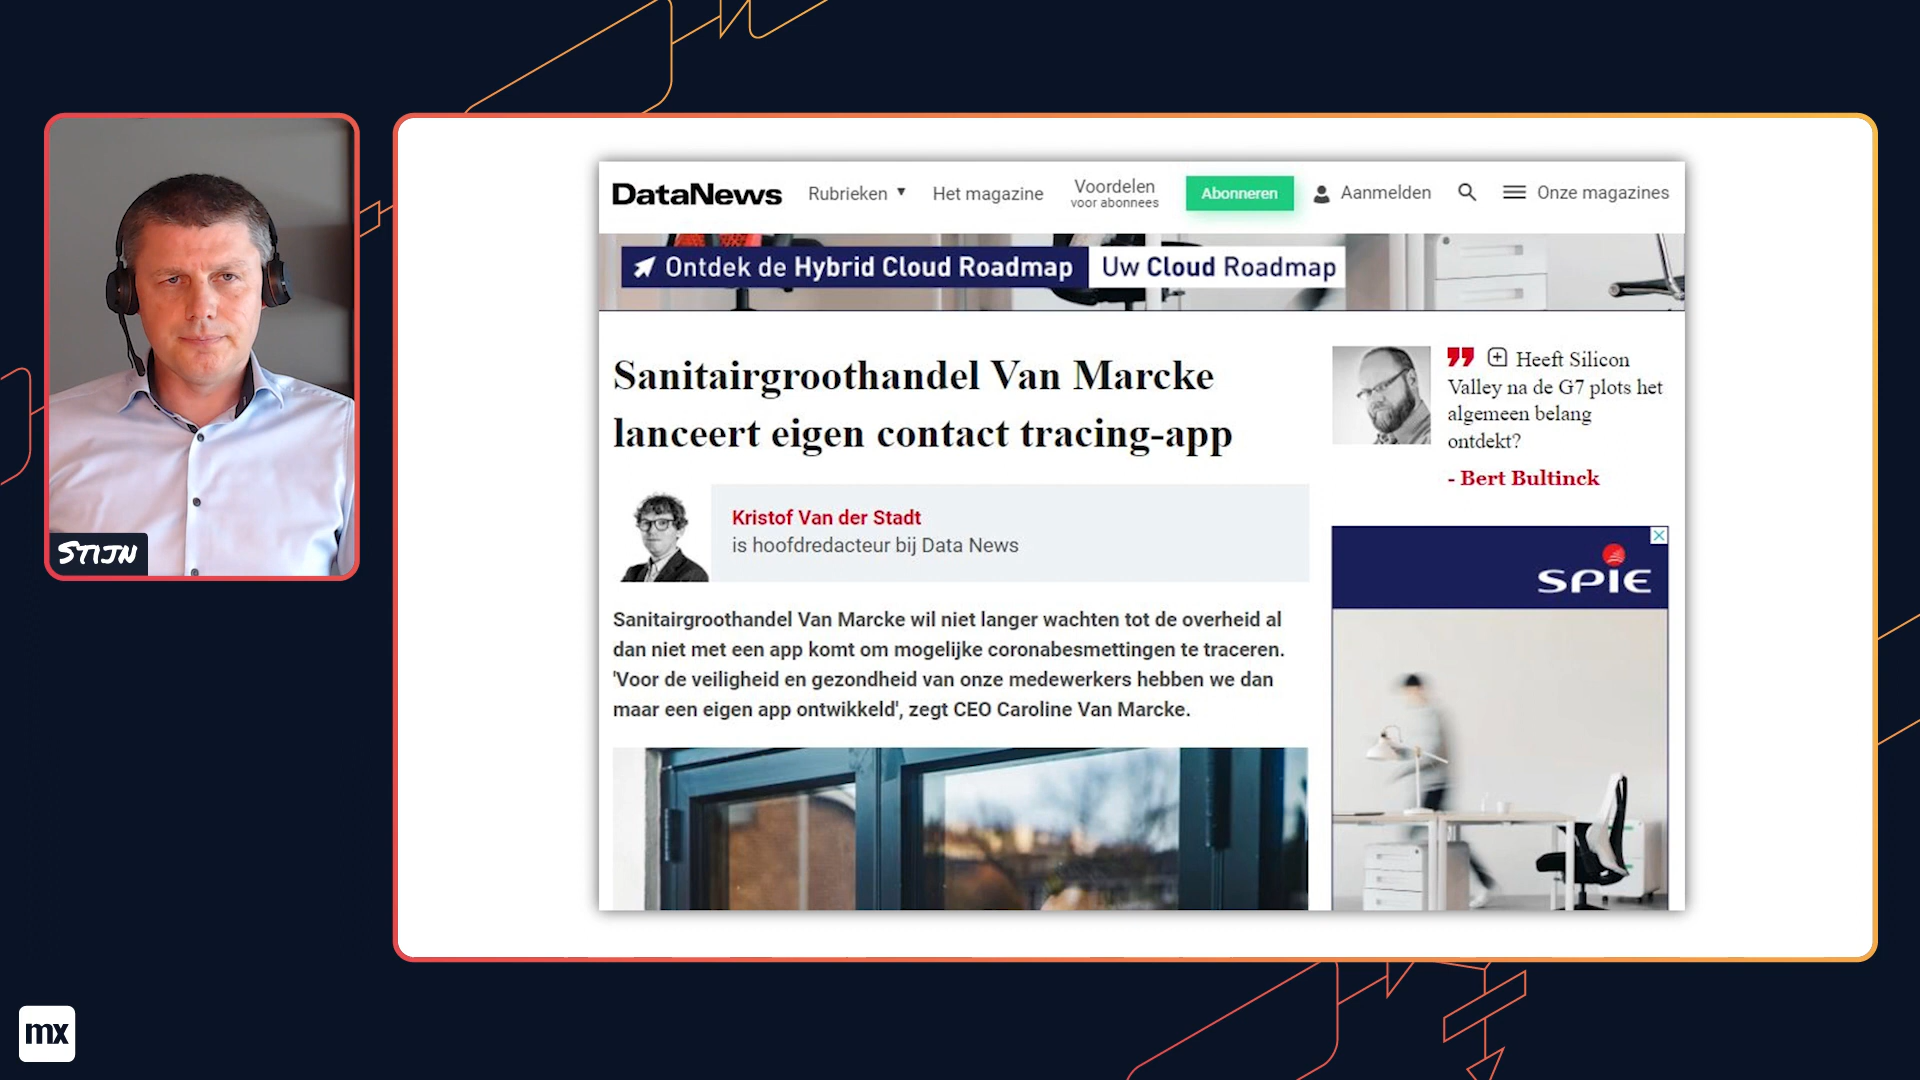 STIJN
DataNews
Rubrieken
Het magazine
Voordelen
voor abonnees
Abonneren
Aanmelden
Onze magazines
Ontdek de Hybrid Cloud Roadmap
Uw Cloud Roadmap
Sanitairgroothandel Van Marcke
lanceert eigen contact tracing-app
Kristof Van der Stadt
is hoofdredacteur bij Data News
Sanitairgroothandel Van Marcke wil niet langer wachten tot de overheid al
dan niet met een app komt om mogelijke coronabesmettingen te traceren.
'Voor de veiligheid en gezondheid van onze medewerkers hebben we dan
maar een eigen app ontwikkeld', zegt CEO Caroline Van Marcke.
Heeft Silicon
Valley na de G7 plots het
algemeen belang
ontdekt?
- Bert Bultinck
SPIE
mx